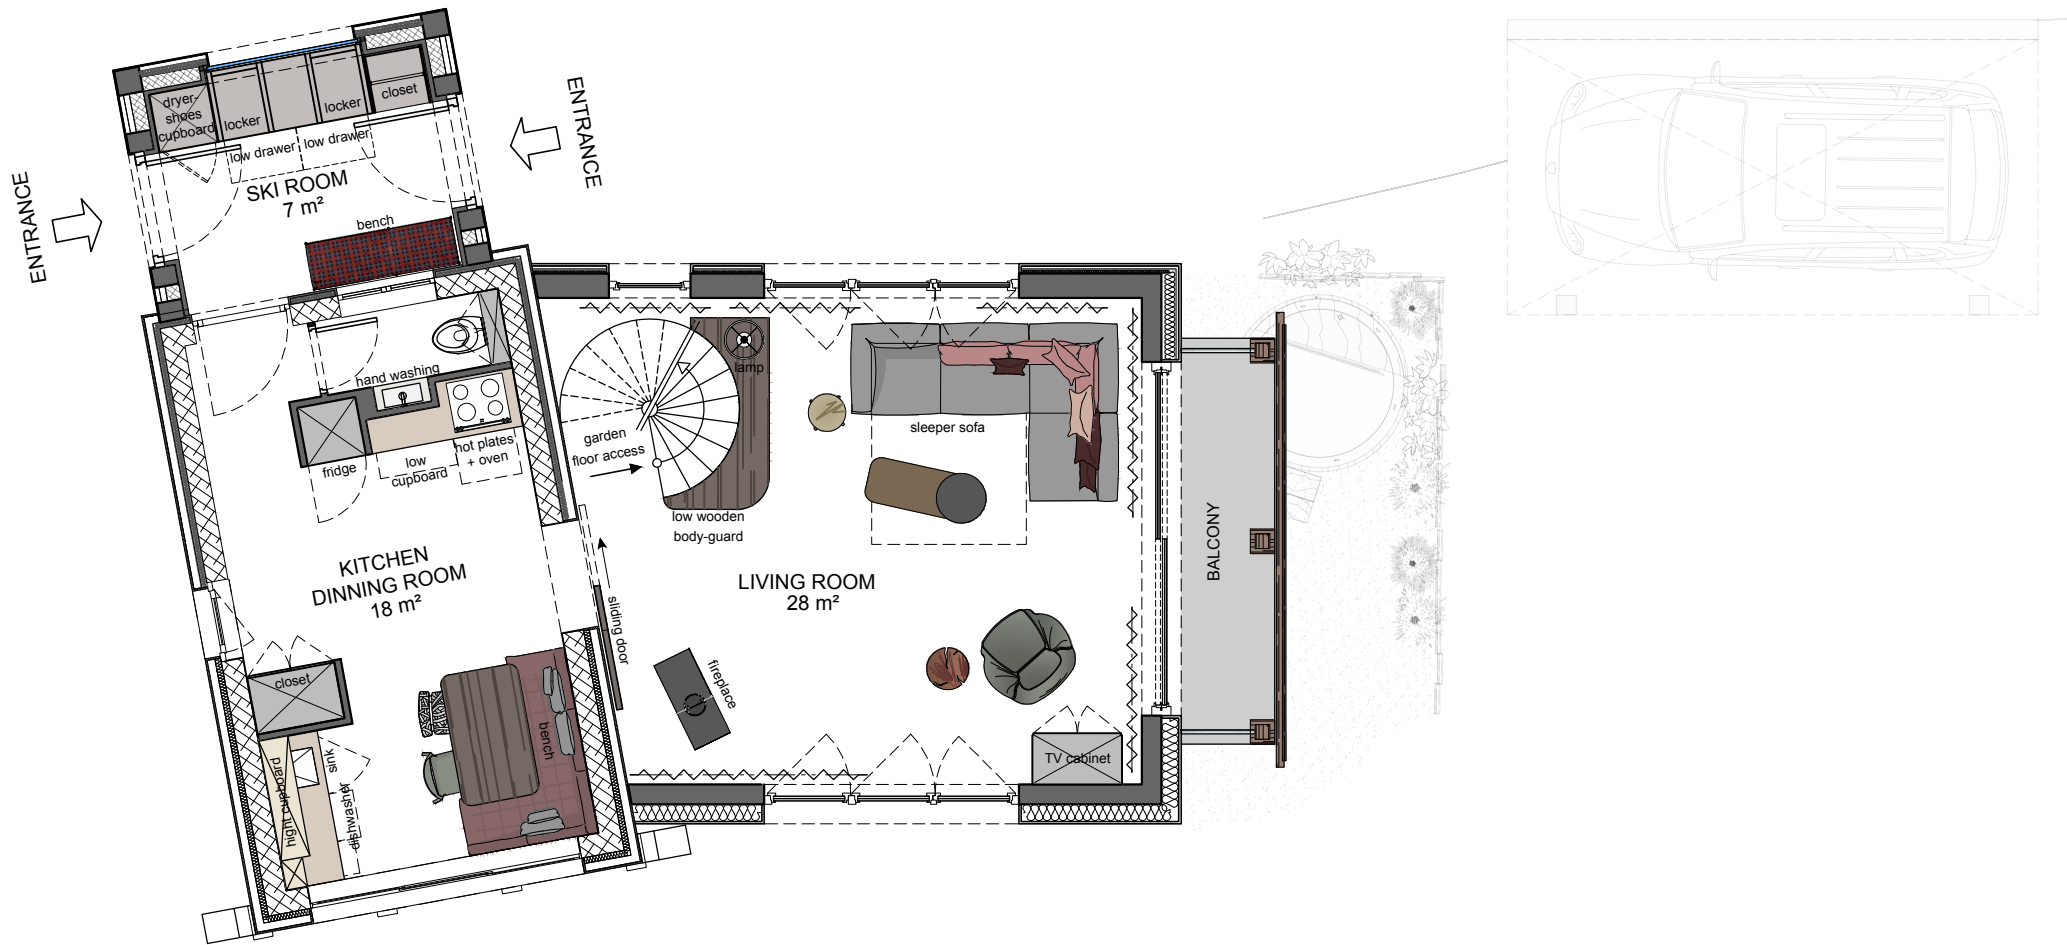 dryer-
shoes
cupboard
locker
locker
closet
low drawer
low drawer
SKI ROOM
7 m²
bench
ENTRANCE
ENTRANCE
hand washing
fridge
low
cupboard
hot plates
+ oven
garden
floor access
lamp
low wooden
body-guard
sleeper sofa
KITCHEN
DINNING ROOM
18 m²
LIVING ROOM
28 m²
BALCONY
sliding door
fireplace
closet
bench
sink
hight cupboard
dishwasher
TV cabinet